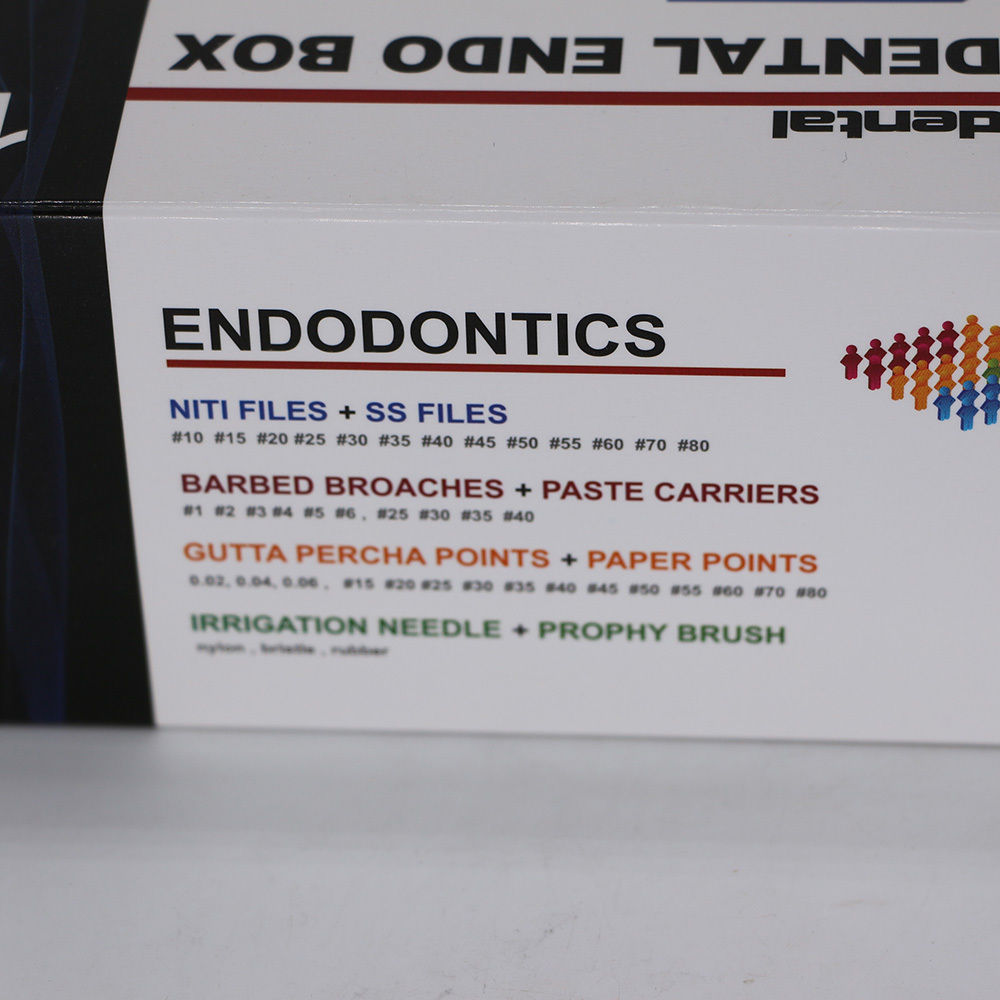 DENTAL ENDO BOX
dental
ENDODONTICS
NITI FILES + SS FILES
#10 #15 #20 #25 #30 #35 #40 #45 #50 #55 #60 #70 #80
BARBED BROACHES + PASTE CARRIERS
#1 #2 #3 #4 #5 #6 , #25 #30 #35 #40
GUTTA PERCHA POINTS + PAPER POINTS
0.02, 0.04, 0.06 , #15 #20 #25 #30 #35 #40 #45 #50 #55 #60 #70 #80
IRRIGATION NEEDLE + PROPHY BRUSH
nylon , bristle , rubber